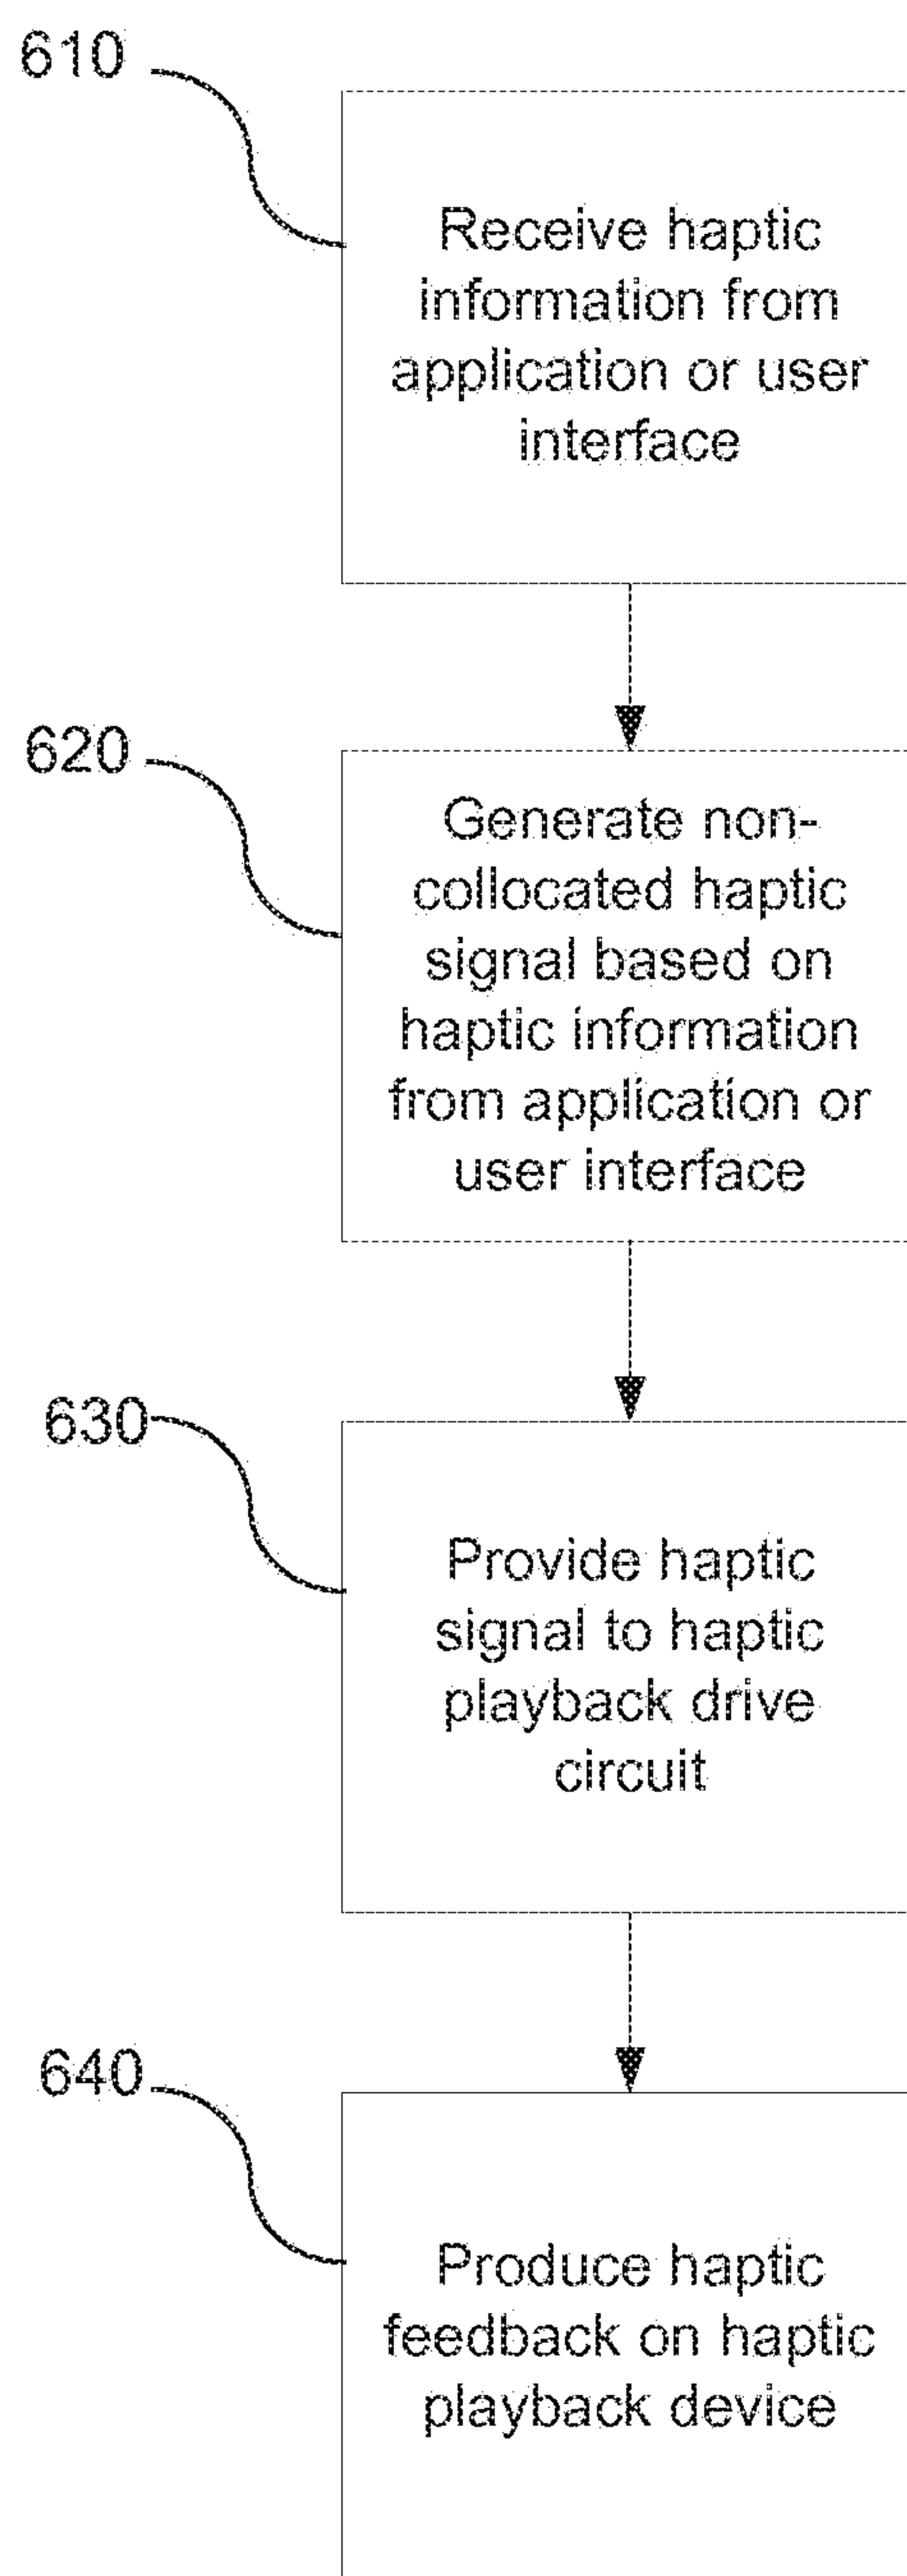 610
Receive haptic
information from
application or user
interface
620
Generate non-
collocated haptic
signal based on
haptic information
from application or
user interface
630
Provide haptic
signal to haptic
playback drive
circuit
640
Produce haptic
feedback on haptic
playback device